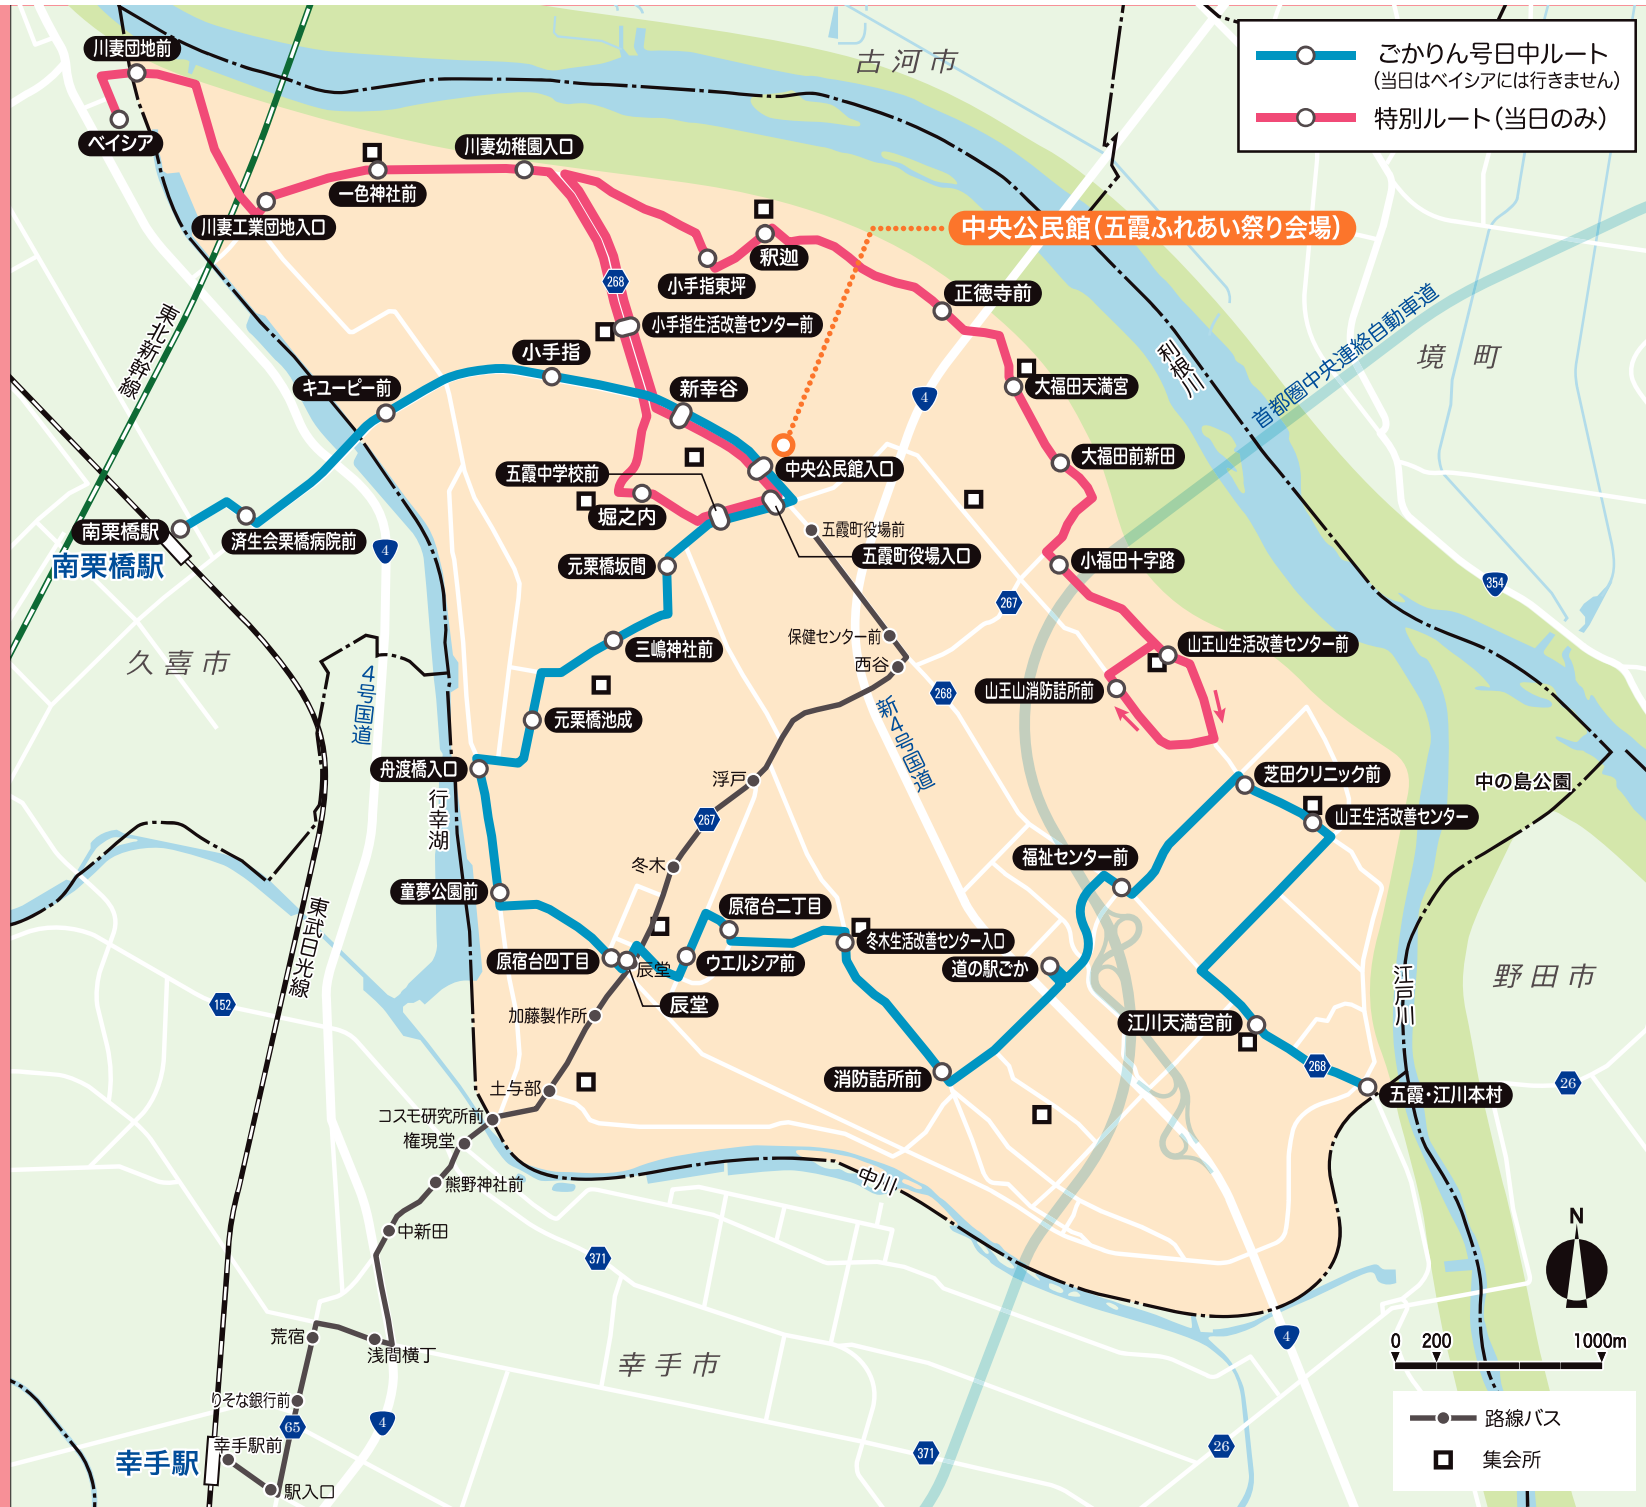 ごかりん号日中ルート
(当日はベイシアには行きません)
特別ルート(当日のみ)
古河市
川妻団地前
ベイシア
川妻幼稚園入口
一色神社前
川妻工業団地入口
中央公民館(五霞ふれあい祭り会場)
釈迦
小手指東坪
268
正徳寺前
小手指生活改善センター前
東北新幹線
利根川
首都圏中央連絡自動車道
境町
小手指
キユーピー前
新幸谷
大福田天満宮
4
大福田前新田
五霞中学校前
中央公民館入口
堀之内
南栗橋駅
南栗橋駅
済生会栗橋病院前
4
五霞町役場前
五霞町役場入口
元栗橋坂間
小福田十字路
354
267
保健センター前
三嶋神社前
西谷
山王山生活改善センター前
久喜市
4号国道
268
山王山消防詰所前
新4号国道
元栗橋池成
舟渡橋入口
浮戸
芝田クリニック前
中の島公園
行幸湖
267
山王生活改善センター
冬木
福祉センター前
童夢公園前
原宿台二丁目
東武日光線
冬木生活改善センター入口
原宿台四丁目
辰堂
ウエルシア前
道の駅ごか
野田市
江戸川
152
辰堂
加藤製作所
江川天満宮前
268
消防詰所前
26
土与部
五霞・江川本村
コスモ研究所前
権現堂
熊野神社前
中川
中新田
371
N
荒宿
浅間横丁
4
0 200 1000m
幸手市
りそな銀行前
65
4
路線バス
幸手駅前
371
26
幸手駅
集会所
駅入口